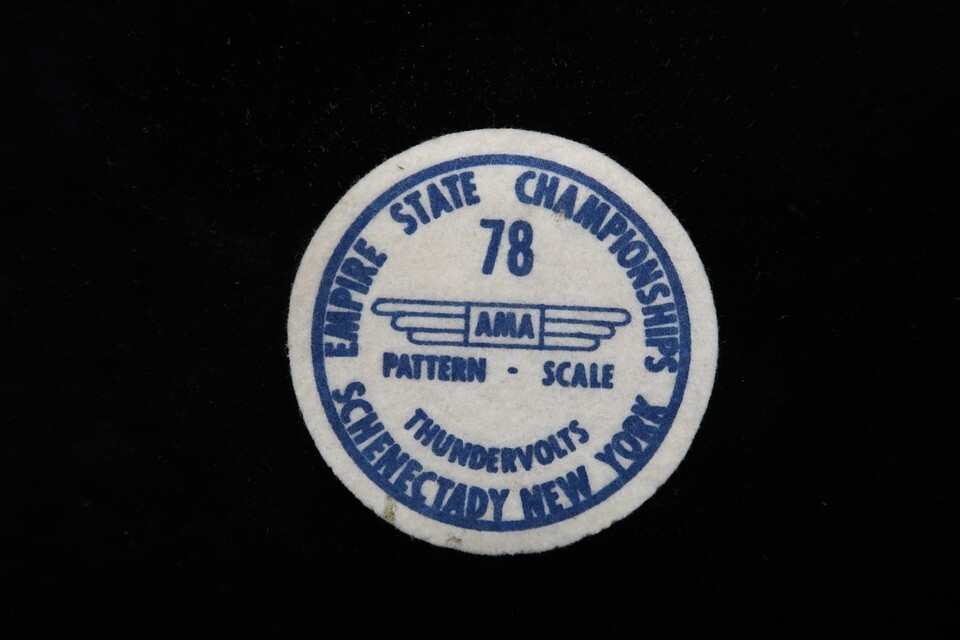 EMPIRE STATE CHAMPIONSHIPS
78
AMA
PATTERN - SCALE
THUNDERVOLTS
SCHENECTADY NEW YORK